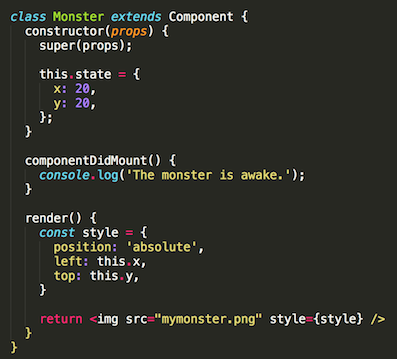 class Monster extends Component {
  constructor(props) {
    super(props);

    this.state = {
      x: 20,
      y: 20,
    };
  }

  componentDidMount() {
    console.log('The monster is awake.');
  }

  render() {
    const style = {
      position: 'absolute',
      left: this.x,
      top: this.y,
    }

    return <img src="mymonster.png" style={style} />
  }
}